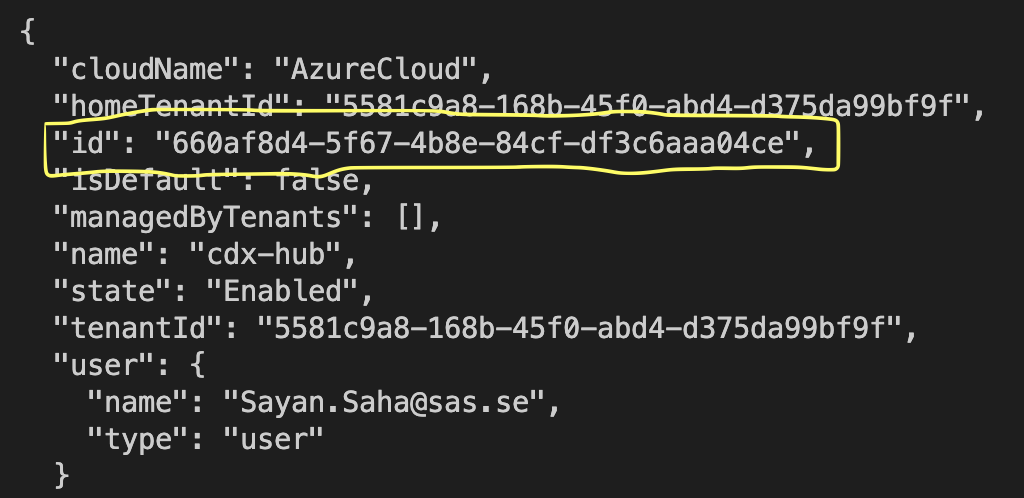 {
"cloudName": "AzureCloud",
"homeTenantId": "5581c9a8-168b-45f0-abd4-d375da99bf9f",
"id": "660af8d4-5f67-4b8e-84cf-df3c6aaa04ce",
"isDefault": false,
"managedByTenants": [],
"name": "cdx-hub",
"state": "Enabled",
"tenantId": "5581c9a8-168b-45f0-abd4-d375da99bf9f",
"user": {
"name": "Sayan.Saha@sas.se",
"type": "user"
}